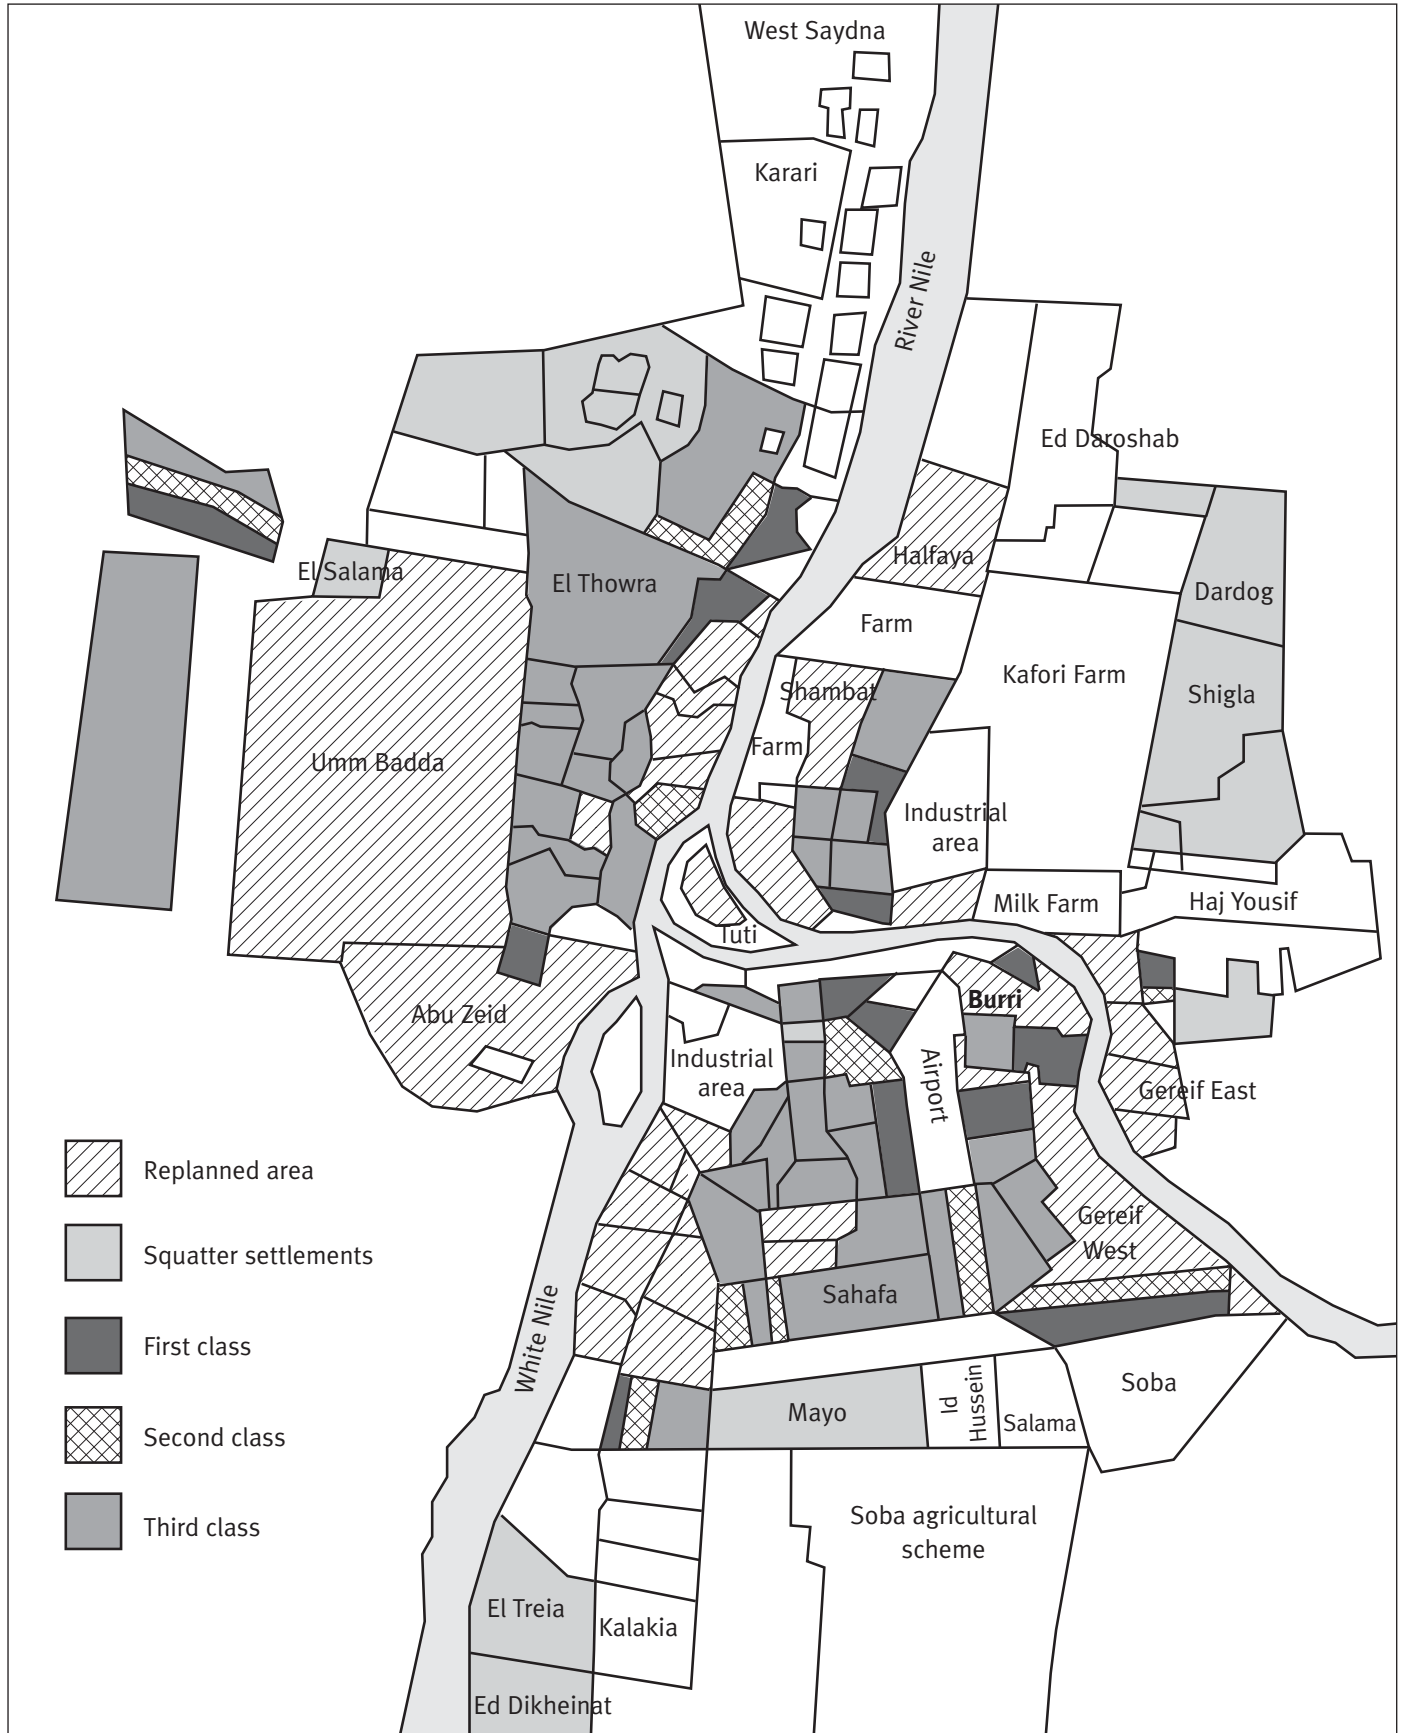 West Saydna
Karari
River Nile
Ed Daroshab
El Salama
El Thowra
Halfaya
Dardog
Farm
Kafori Farm
Shambat
Shigla
Farm
Umm Badda
Industrial
area
Milk Farm
Haj Yousif
Tuti
Abu Zeid
Burri
Industrial
area
Airport
Gereif East
Replanned area
Gereif
West
Squatter settlements
Sahafa
First class
White Nile
Soba
Mayo
Id
Hussein
Salama
Second class
Third class
Soba agricultural
scheme
El Treia
Kalakia
Ed Dikheinat